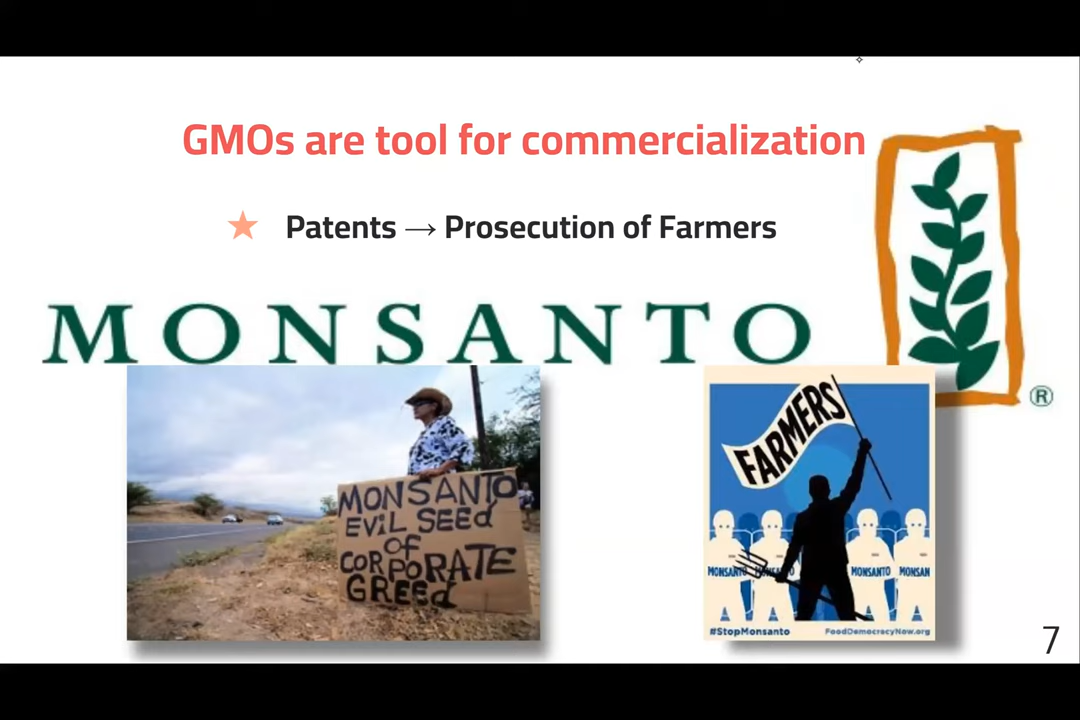 GMOs are tool for commercialization
★ Patents → Prosecution of Farmers
MONSANTO
®
MONSANTO
EVIL SEEd
of
CORPORATE
GREEd
FARMERS
MONSANTO MONSANTO MONSANTO MONSAN
#StopMonsanto FoodDemocracyNow.org
7